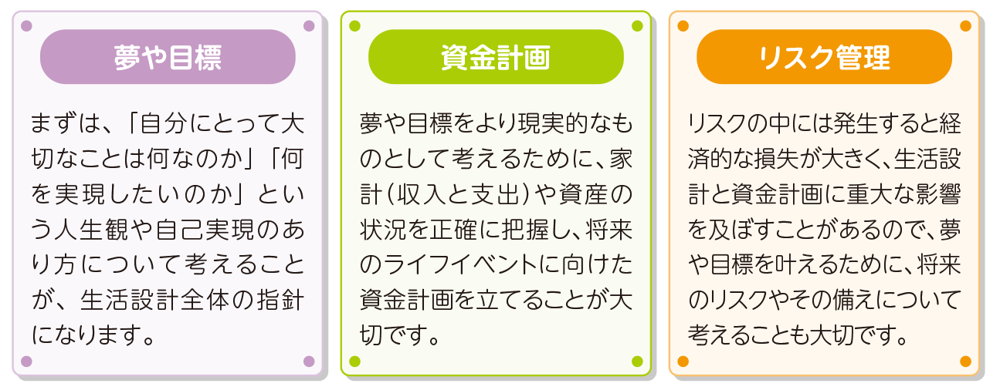 夢や目標
まずは、「自分にとって大
切なことは何なのか」「何
を実現したいのか」とい
う人生観や自己実現のあ
り方について考えること
が、生活設計全体の指針
になります。
資金計画
夢や目標をより現実的なも
のとして考えるために、家
計（収入と支出）や資産の
状況を正確に把握し、将来
のライフイベントに向けた
資金計画を立てることが大
切です。
リスク管理
リスクの中には発生すると経
済的な損失が大きく、生活設
計と資金計画に重大な影響
を及ぼすことがあるので、夢
や目標を叶えるために、将来
のリスクやその備えについて
考えることも大切です。